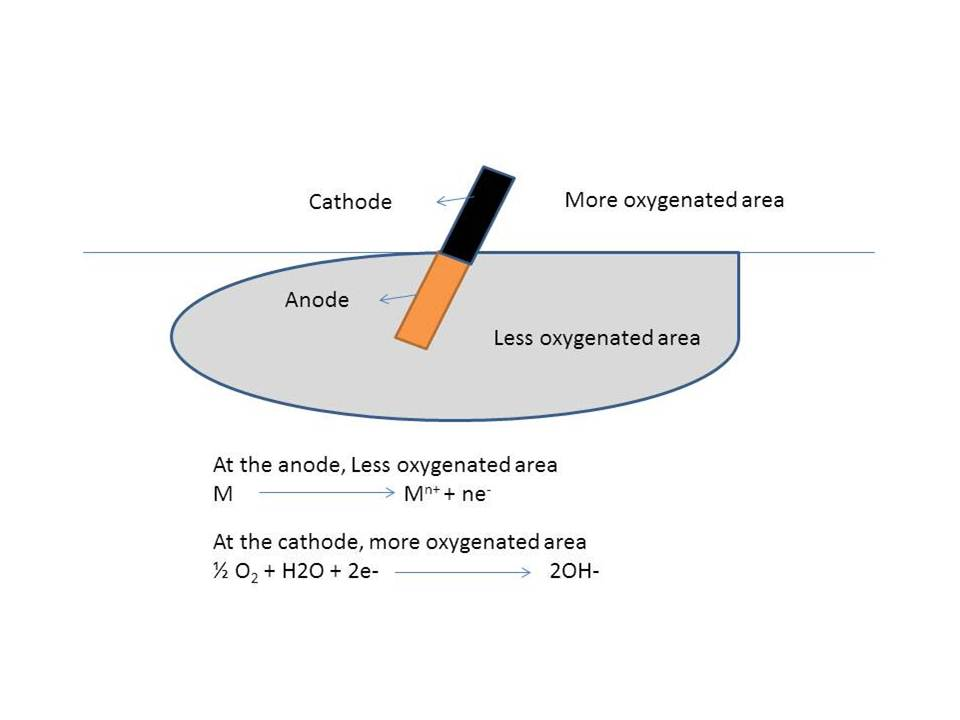 Cathode
More oxygenated area
Anode
Less oxygenated area
At the anode, Less oxygenated area
M Mⁿ⁺ + ne⁻
At the cathode, more oxygenated area
½ O₂ + H2O + 2e- 2OH-